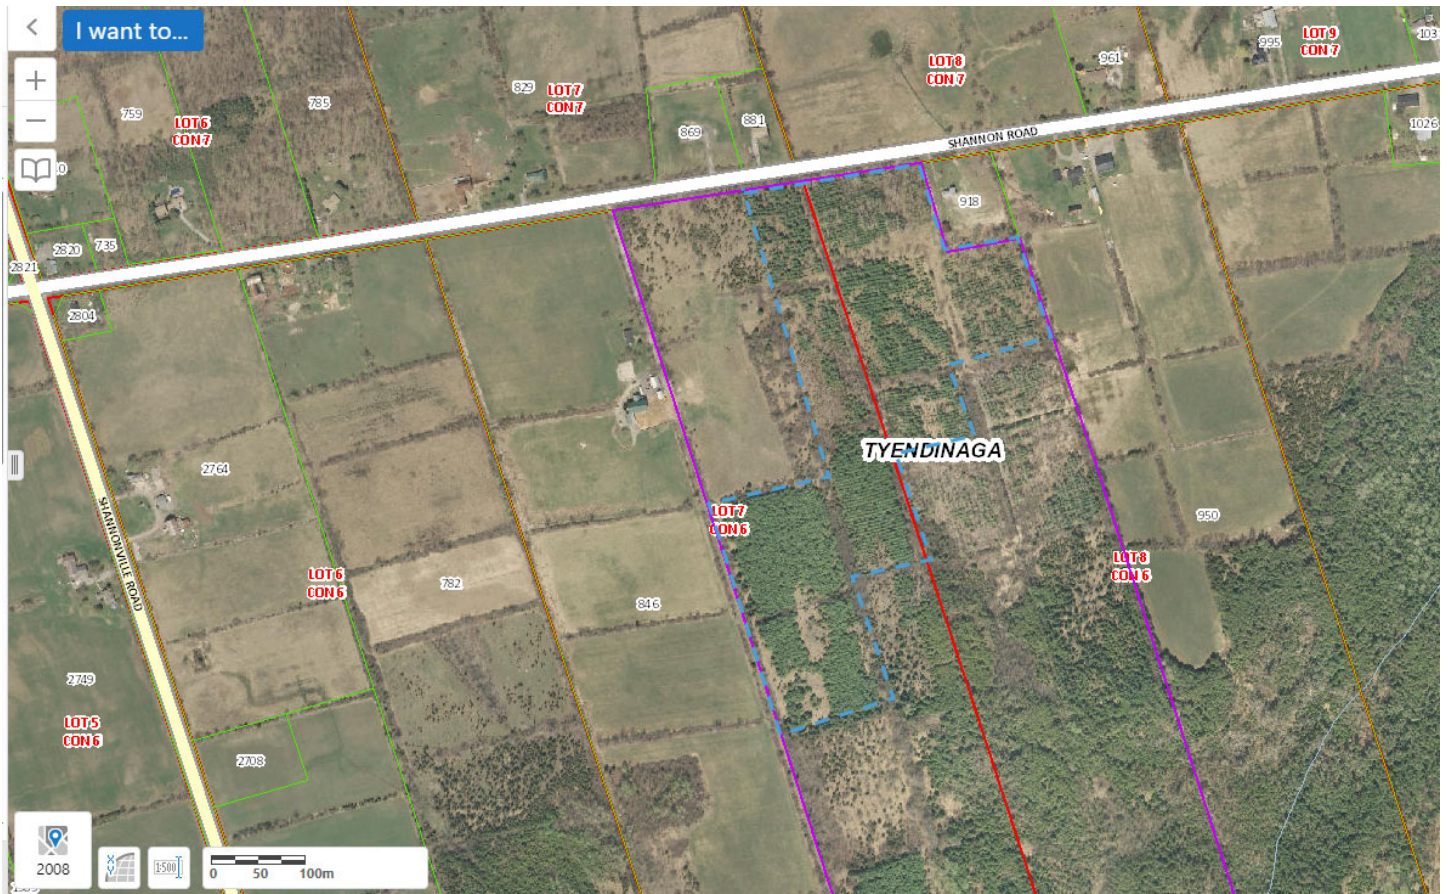 I want to...
LOT 9
CON 7
103
995
961
LOT 8
CON 7
829
LOT 7
CON 7
785
759
LOT 6
CON 7
881
869
1026
SHANNON ROAD
918
2820
735
2821
2804
TYENDINAGA
2764
SHANNONVILLE ROAD
LOT 7
CON 6
950
LOT 8
CON 6
LOT 6
CON 6
782
846
2749
LOT 5
CON 6
2708
2008
X
Y
1:500
0 50 100m